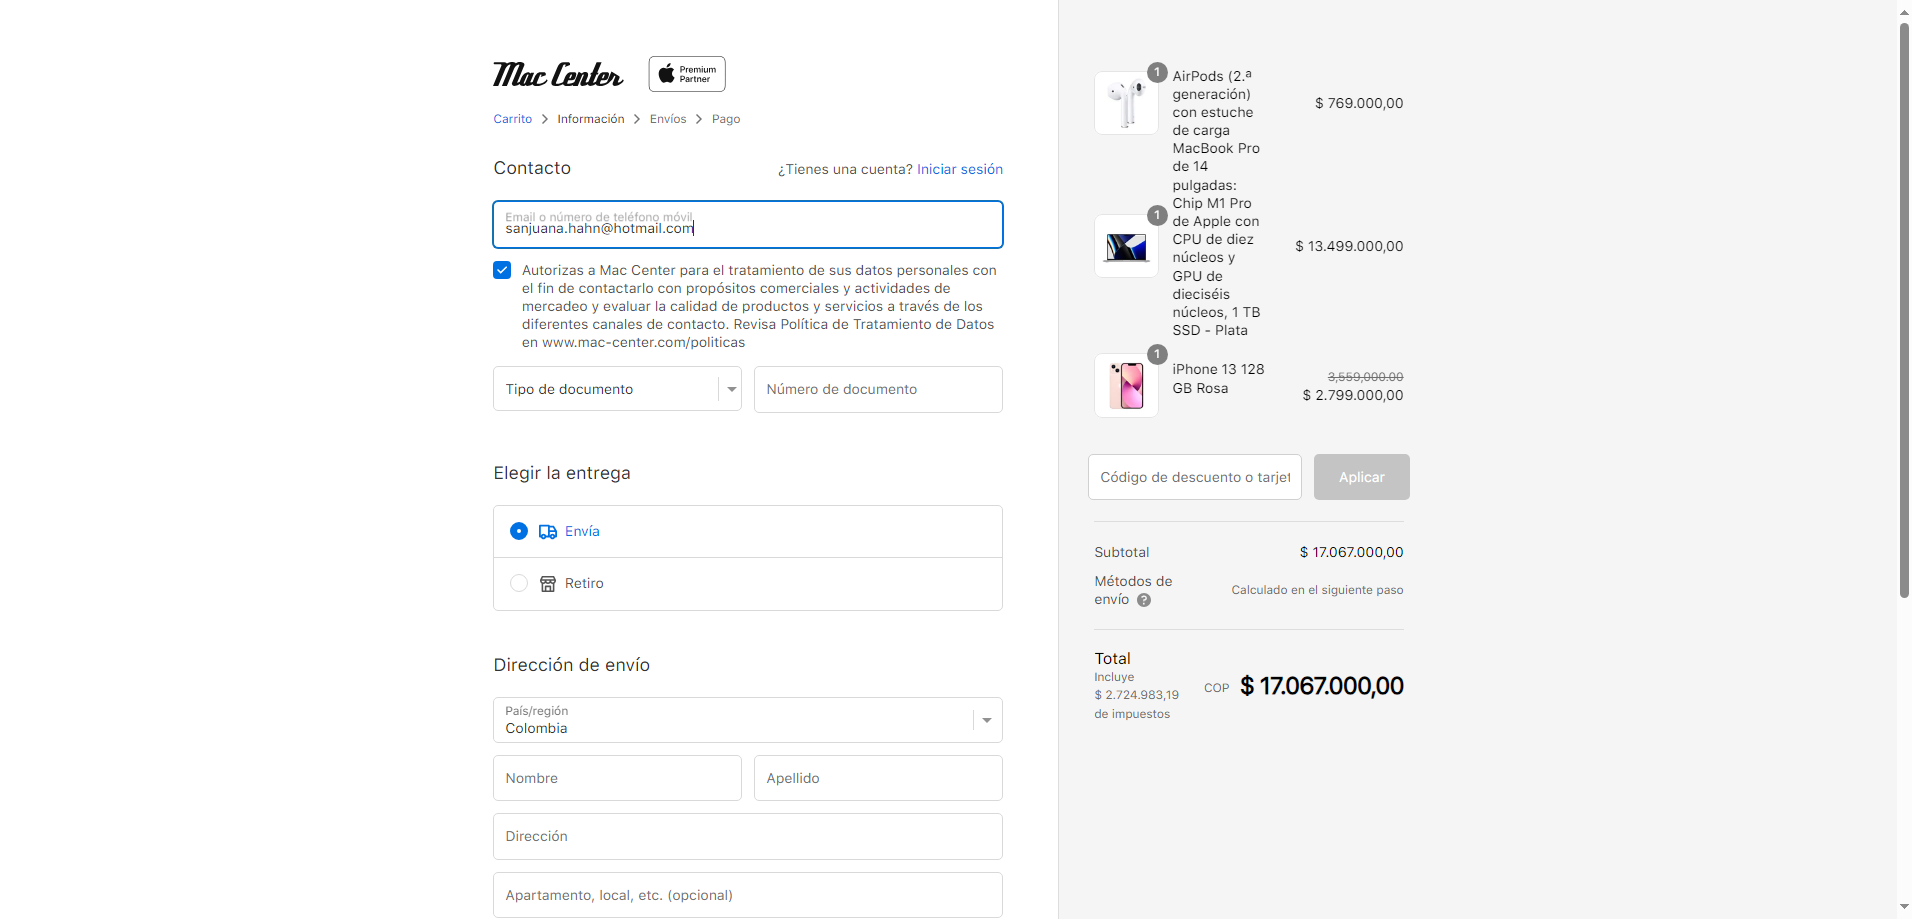 Mac Center
Premium
Partner
Carrito
Información
Envíos
Pago
Contacto
¿Tienes una cuenta? Iniciar sesión
Email o número de teléfono móvil
sanjuana.hahn@hotmail.com
Autorizas a Mac Center para el tratamiento de sus datos personales con
el fin de contactarlo con propósitos comerciales y actividades de
mercadeo y evaluar la calidad de productos y servicios a través de los
diferentes canales de contacto. Revisa Política de Tratamiento de Datos
en www.mac-center.com/politicas
Tipo de documento
Número de documento
Elegir la entrega
Envía
Retiro
Dirección de envío
País/región
Colombia
Nombre
Apellido
Dirección
Apartamento, local, etc. (opcional)
1
AirPods (2.ª
generación)
con estuche
de carga
$ 769.000,00
1
MacBook Pro
de 14
pulgadas:
Chip M1 Pro
de Apple con
CPU de diez
núcleos y
GPU de
dieciséis
núcleos, 1 TB
SSD - Plata
$ 13.499.000,00
1
iPhone 13 128
GB Rosa
3,559,000.00
$ 2.799.000,00
Código de descuento o tarjet
Aplicar
Subtotal
$ 17.067.000,00
Métodos de
envío ?
Calculado en el siguiente paso
Total
Incluye
$ 2.724.983,19
de impuestos
COP $ 17.067.000,00